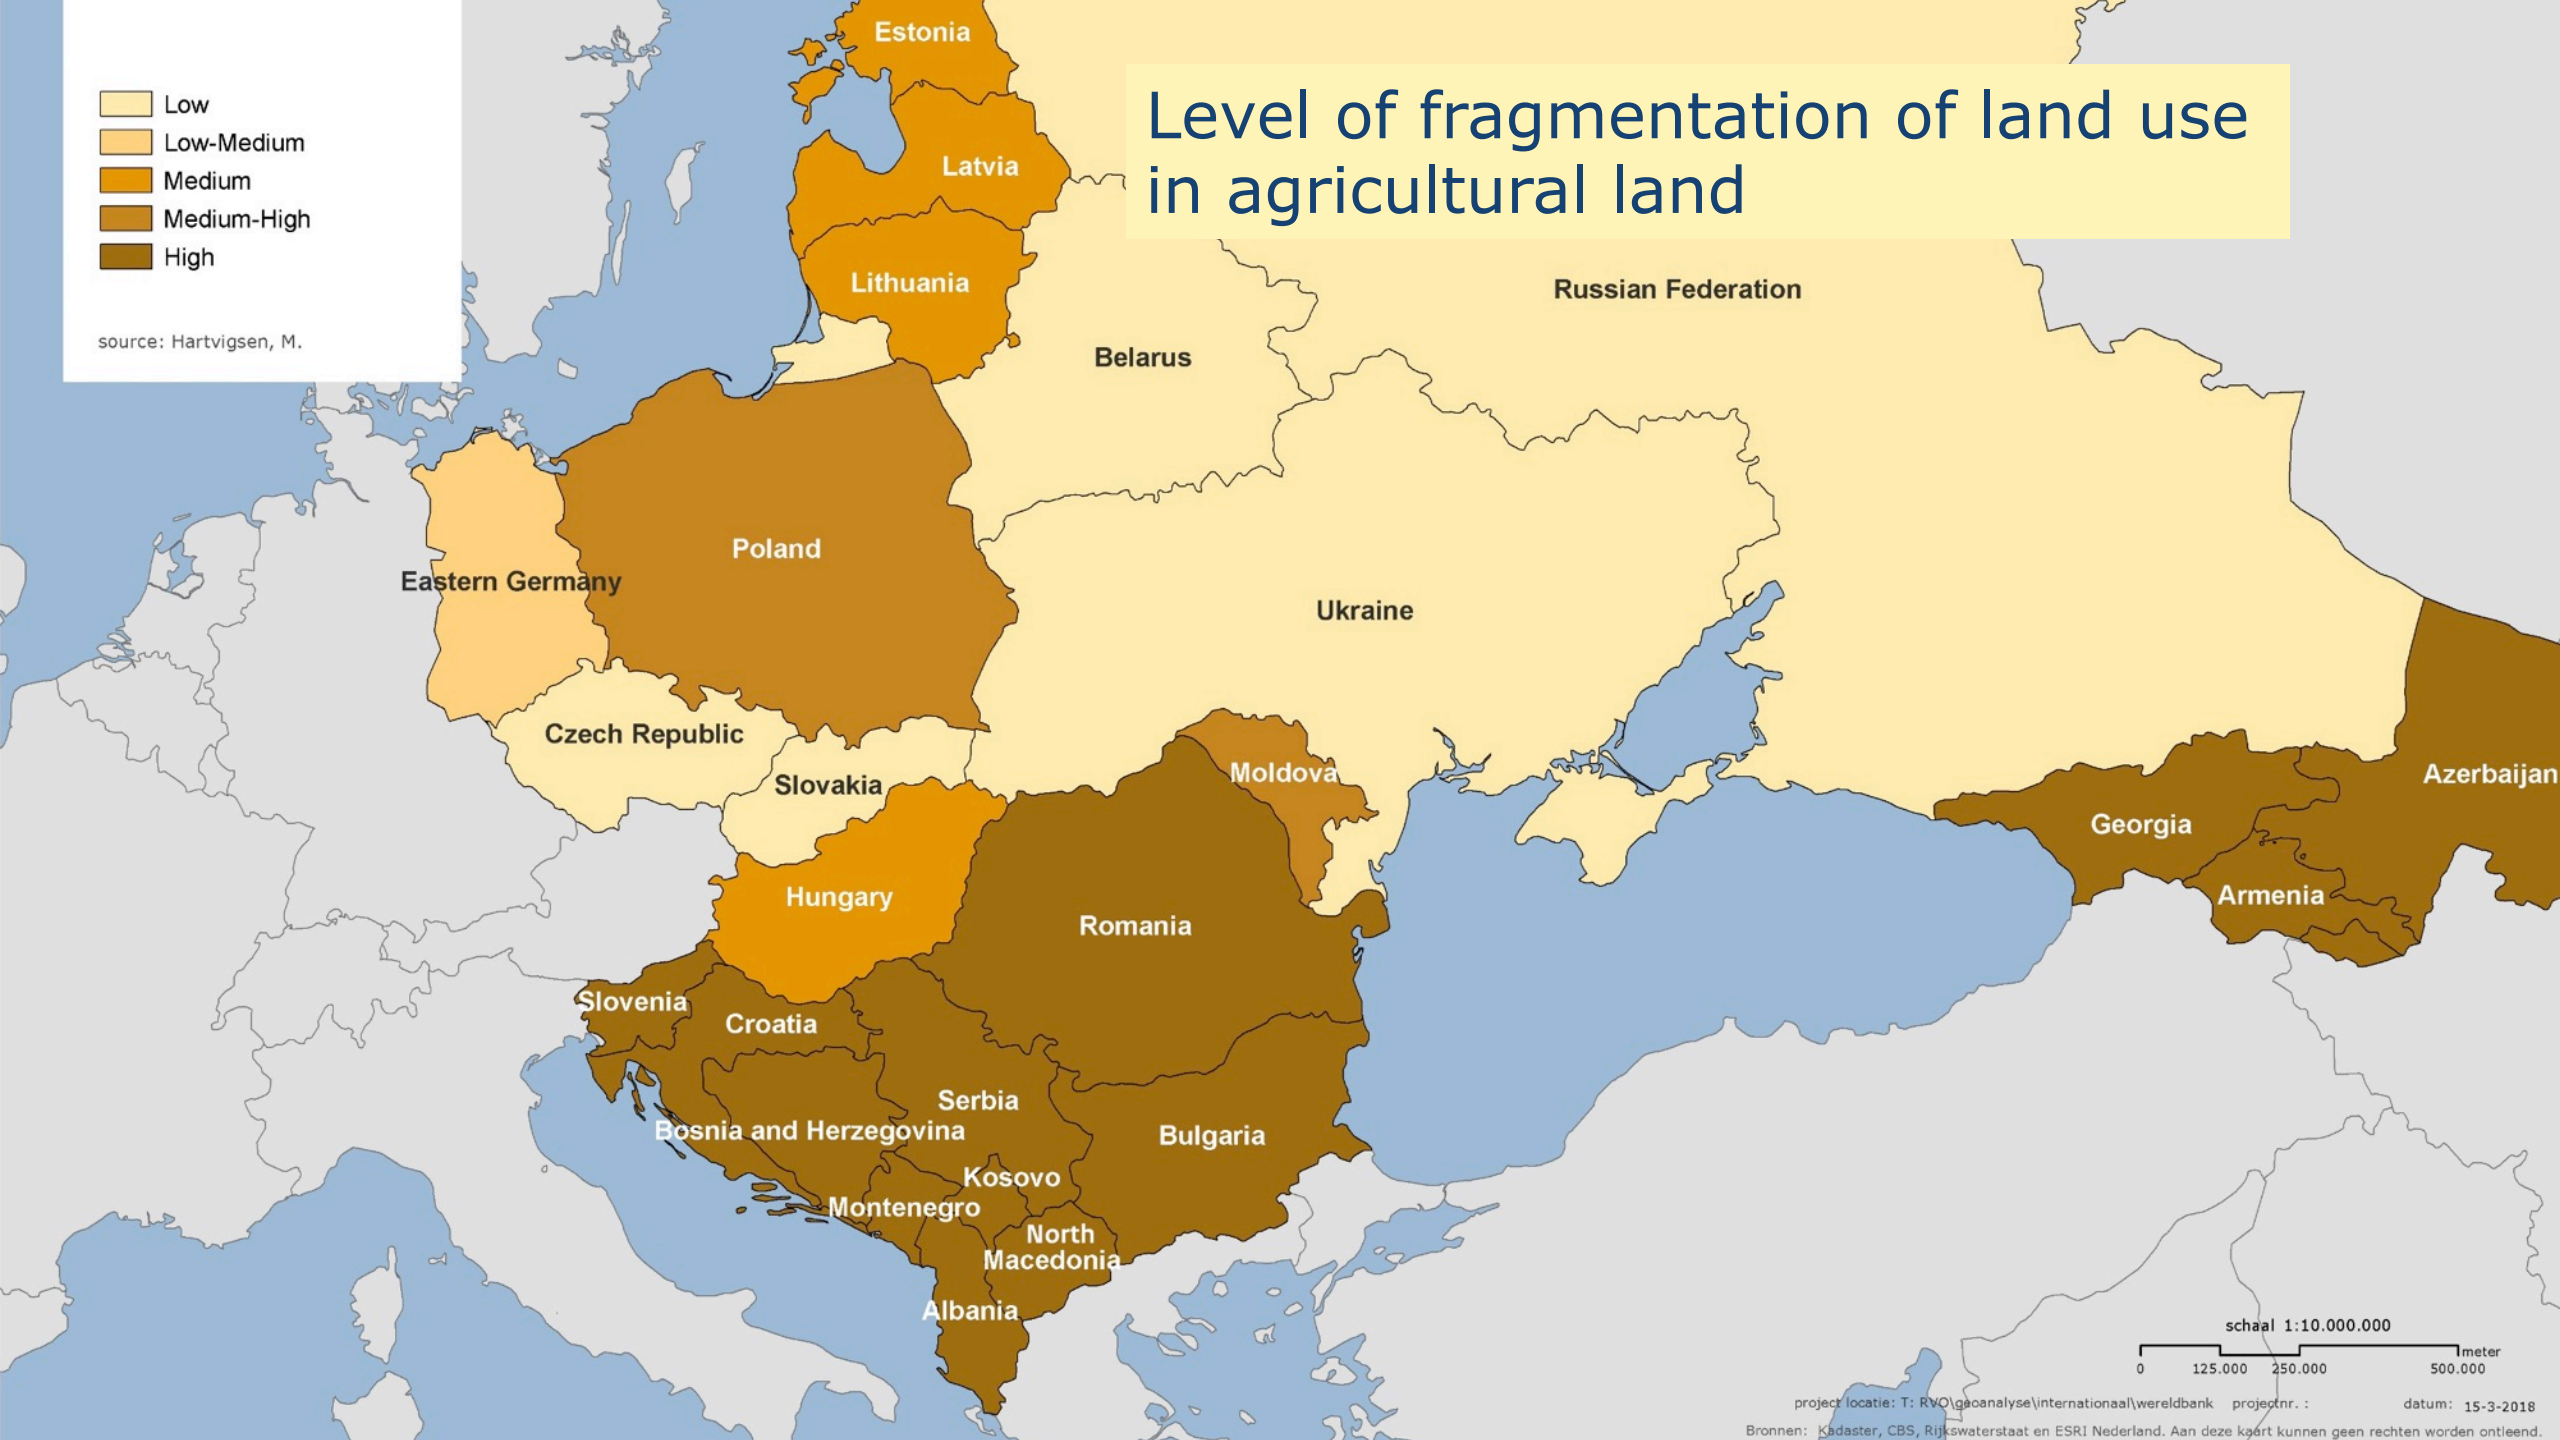 Level of fragmentation of land use
in agricultural land
Low
Low-Medium
Medium
Medium-High
High
source: Hartvigsen, M.
Estonia
Latvia
Lithuania
Russian Federation
Belarus
Poland
Eastern Germany
Ukraine
Czech Republic
Slovakia
Moldova
Azerbaijan
Georgia
Hungary
Armenia
Romania
Slovenia
Croatia
Serbia
Bosnia and Herzegovina
Bulgaria
Kosovo
Montenegro
North
Macedonia
Albania
schaal 1:10.000.000
meter
0 125.000 250.000 500.000
project locatie: T: RVO\geoanalyse\internationaal\wereldbank projectnr. : datum: 15-3-2018
Bronnen: Kadaster, CBS, Rijkswaterstaat en ESRI Nederland. Aan deze kaart kunnen geen rechten worden ontleend.